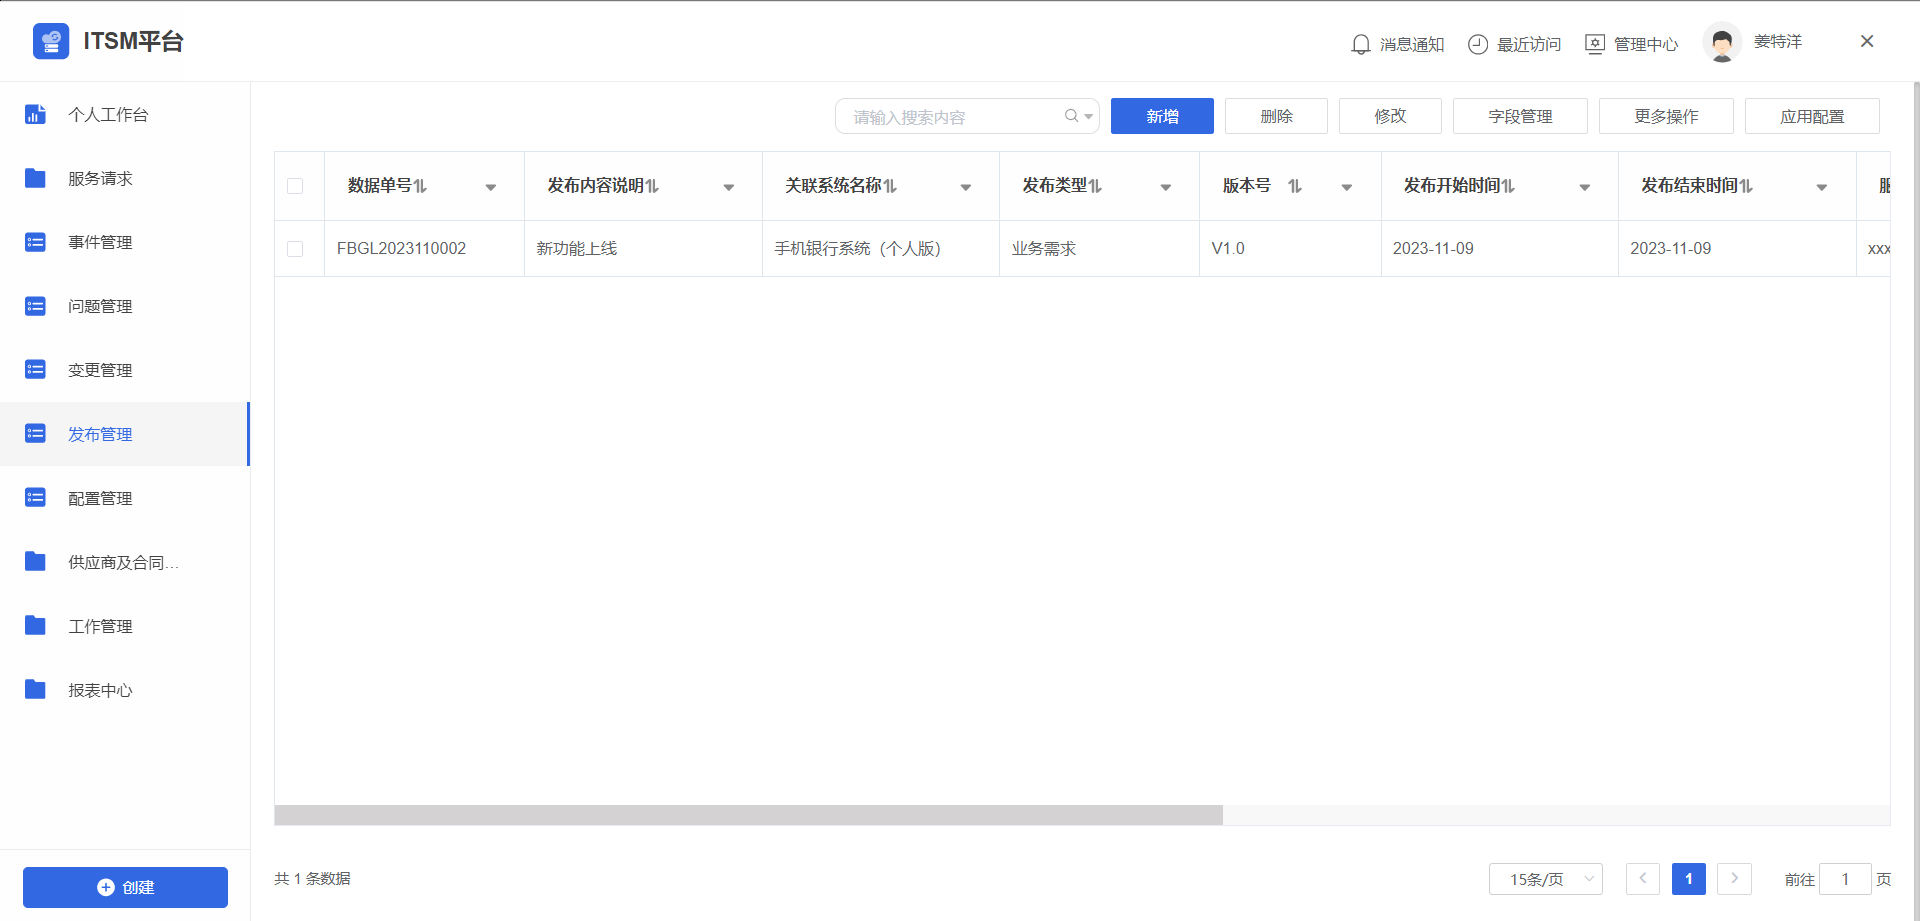 ITSM平台
消息通知 最近访问 管理中心 姜特洋
个人工作台
服务请求
事件管理
问题管理
变更管理
发布管理
配置管理
供应商及合同...
工作管理
报表中心
创建
请输入搜索内容 新增 删除 修改 字段管理 更多操作 应用配置
数据单号 发布内容说明 关联系统名称 发布类型 版本号 发布开始时间 发布结束时间
FBGL2023110002 新功能上线 手机银行系统（个人版） 业务需求 V1.0 2023-11-09 2023-11-09 xxx
共 1 条数据 15条/页 1 前往 1 页